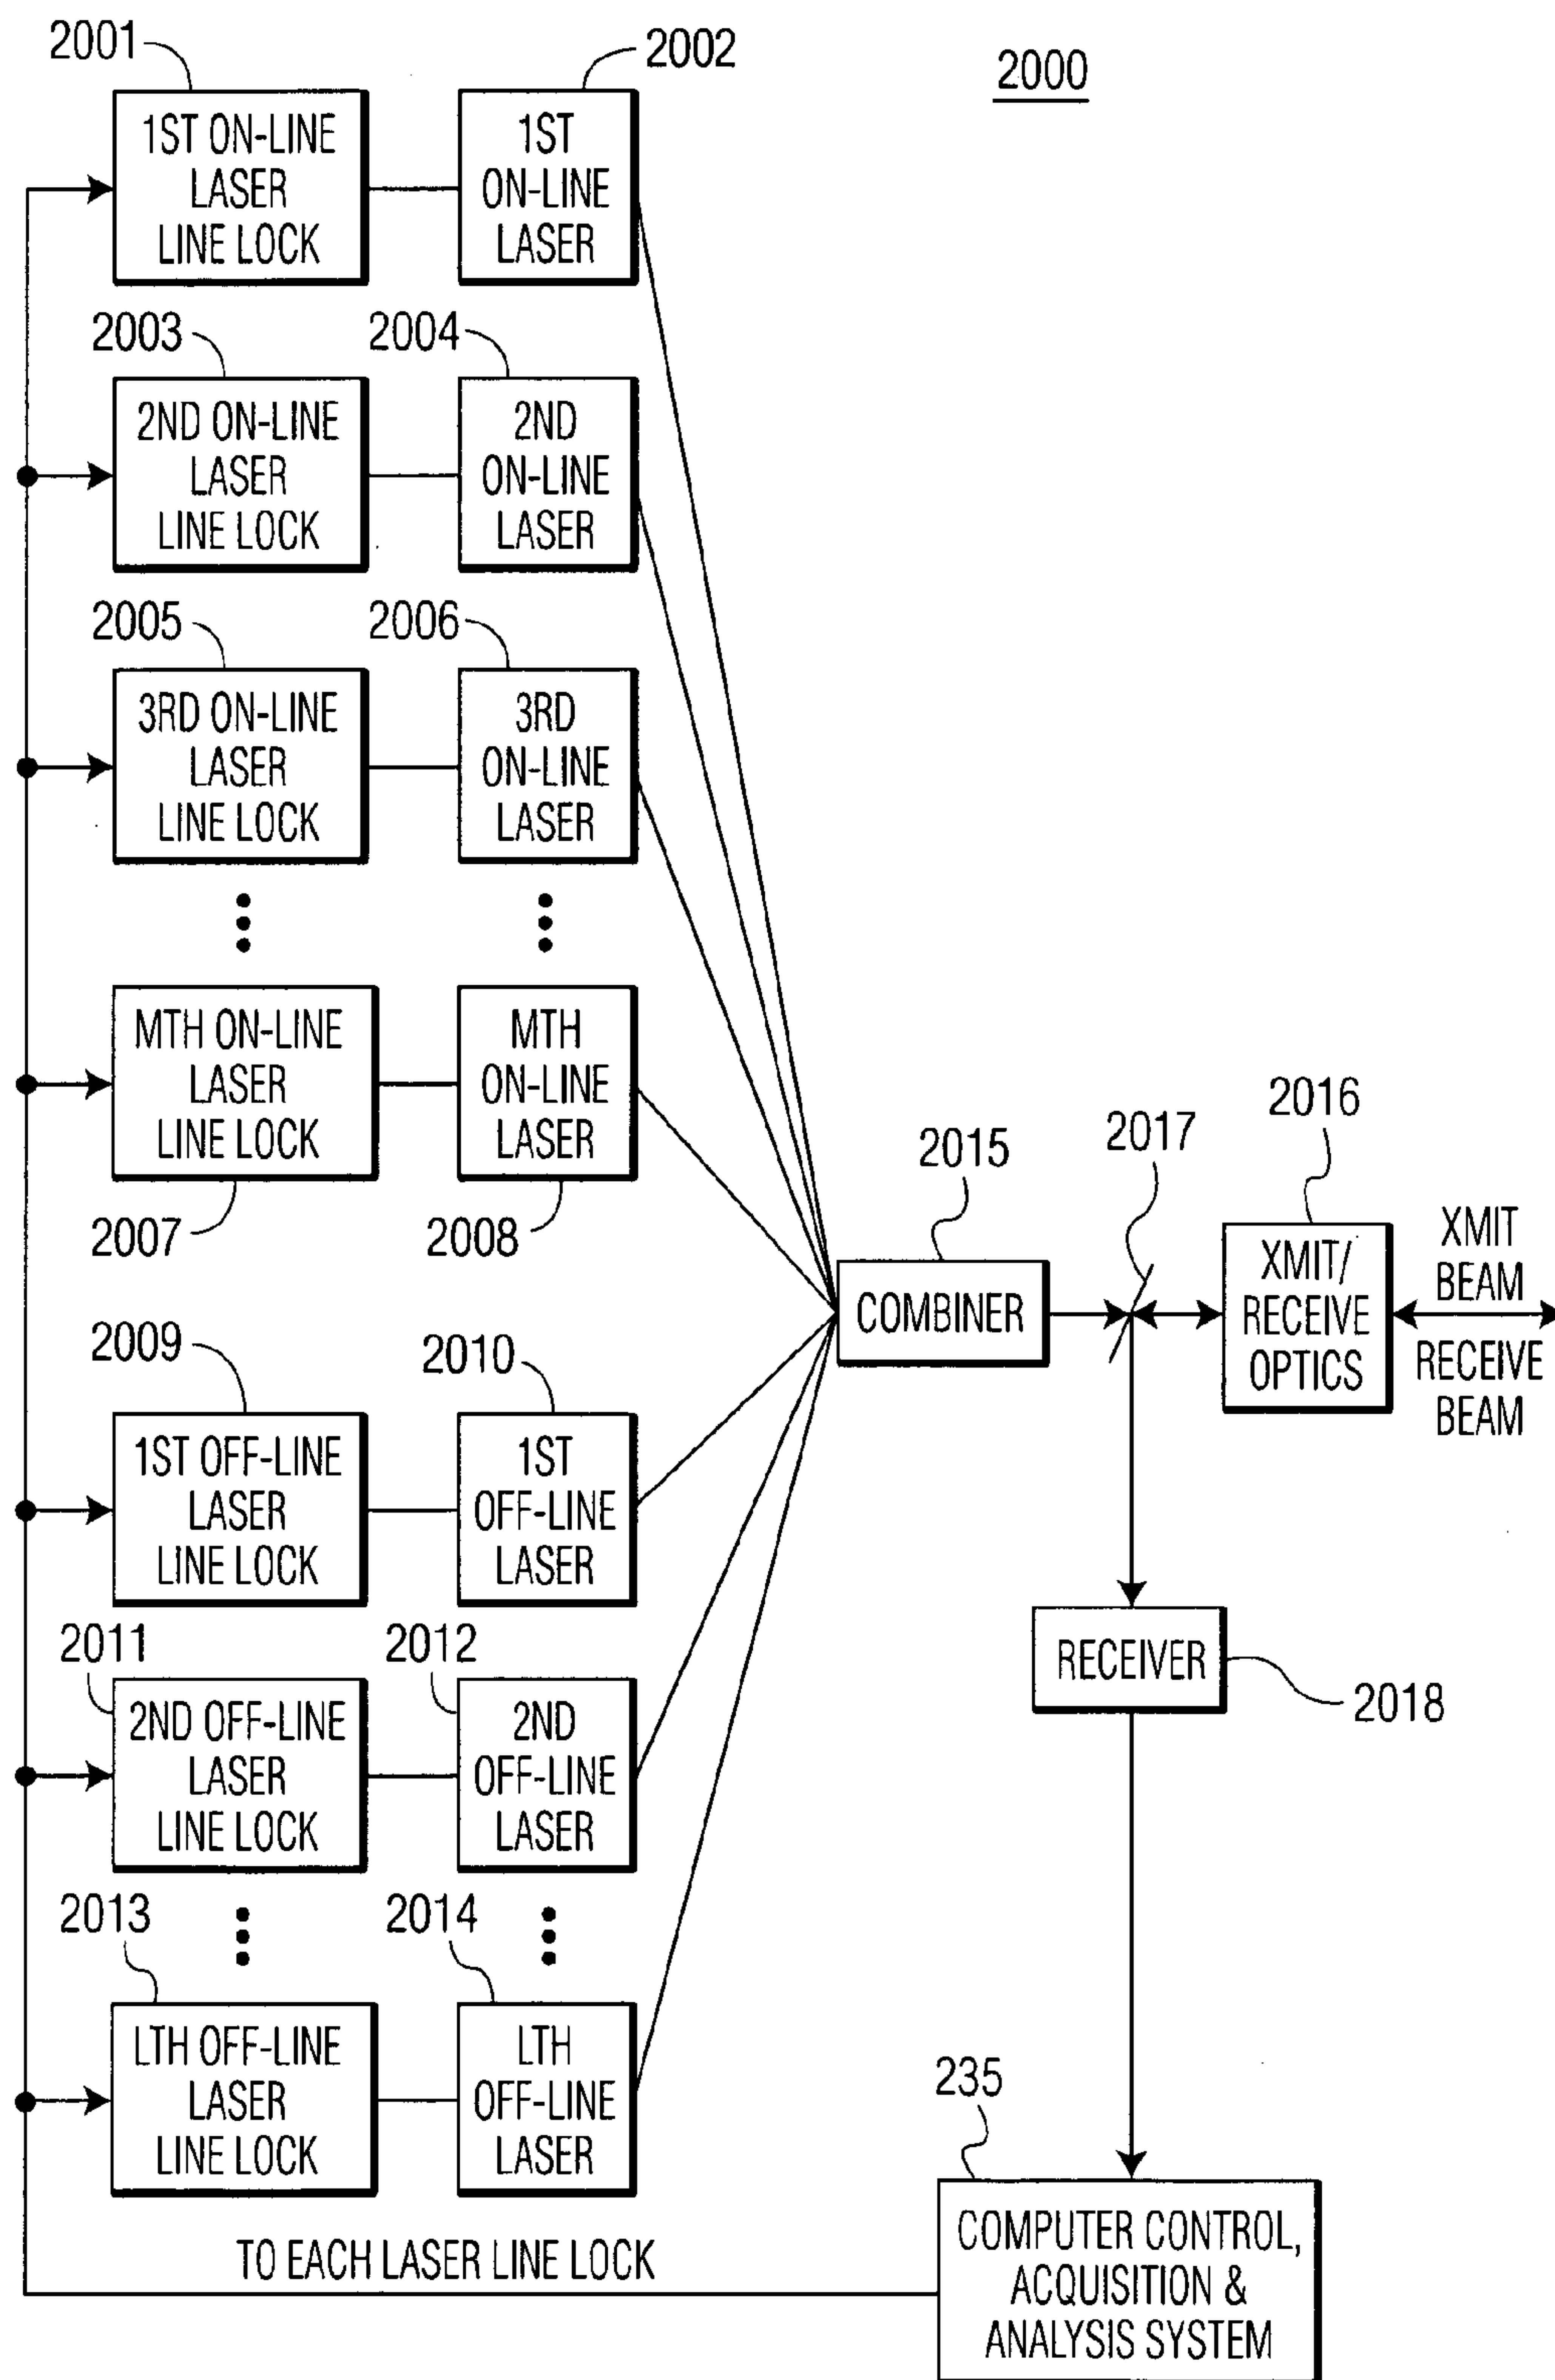 2001
2002
2000
1ST ON-LINE
LASER
LINE LOCK
1ST
ON-LINE
LASER
2003
2004
2ND ON-LINE
LASER
LINE LOCK
2ND
ON-LINE
LASER
2005
2006
3RD ON-LINE
LASER
LINE LOCK
3RD
ON-LINE
LASER
MTH ON-LINE
LASER
LINE LOCK
MTH
ON-LINE
LASER
2007
2008
2015
2017
2016
COMBINER
XMIT/
RECEIVE
OPTICS
XMIT
BEAM
RECEIVE
BEAM
2009
2010
1ST OFF-LINE
LASER
LINE LOCK
1ST
OFF-LINE
LASER
2011
2012
2ND OFF-LINE
LASER
LINE LOCK
2ND
OFF-LINE
LASER
RECEIVER
2018
2013
2014
LTH OFF-LINE
LASER
LINE LOCK
LTH
OFF-LINE
LASER
235
TO EACH LASER LINE LOCK
COMPUTER CONTROL,
ACQUISITION &
ANALYSIS SYSTEM